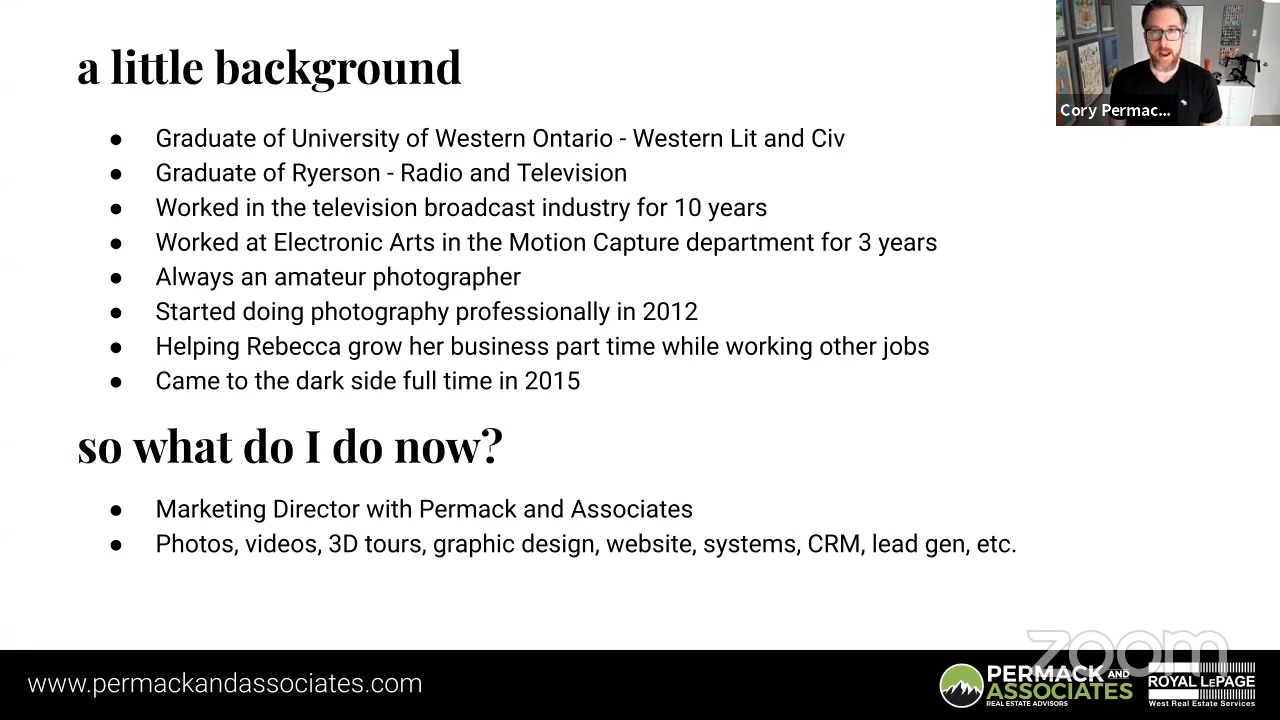 a little background
Cory Permac...
● Graduate of University of Western Ontario - Western Lit and Civ
● Graduate of Ryerson - Radio and Television
● Worked in the television broadcast industry for 10 years
● Worked at Electronic Arts in the Motion Capture department for 3 years
● Always an amateur photographer
● Started doing photography professionally in 2012
● Helping Rebecca grow her business part time while working other jobs
● Came to the dark side full time in 2015
so what do I do now?
● Marketing Director with Permack and Associates
● Photos, videos, 3D tours, graphic design, website, systems, CRM, lead gen, etc.
zoom
www.permackandassociates.com
PERMACK AND
ASSOCIATES
REAL ESTATE ADVISORS
ROYAL LEPAGE
West Real Estate Services